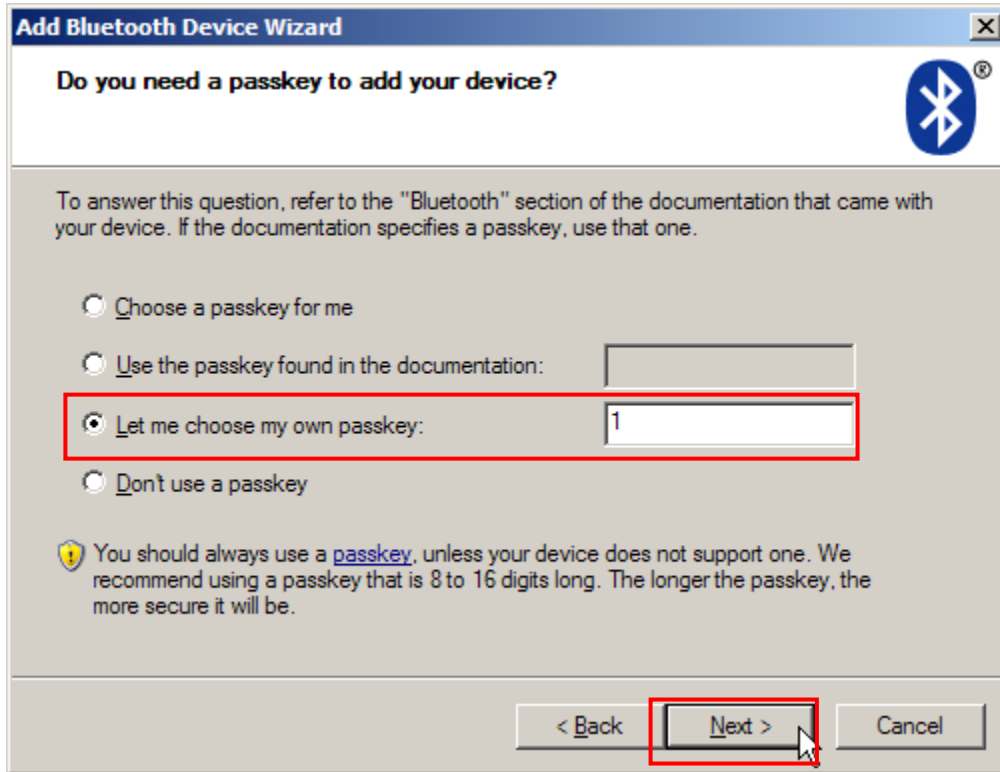 Add Bluetooth Device Wizard
Do you need a passkey to add your device?
®
To answer this question, refer to the "Bluetooth" section of the documentation that came with
your device. If the documentation specifies a passkey, use that one.
Choose a passkey for me
Use the passkey found in the documentation:
Let me choose my own passkey: 1
Don't use a passkey
You should always use a passkey, unless your device does not support one. We
recommend using a passkey that is 8 to 16 digits long. The longer the passkey, the
more secure it will be.
< Back Next > Cancel